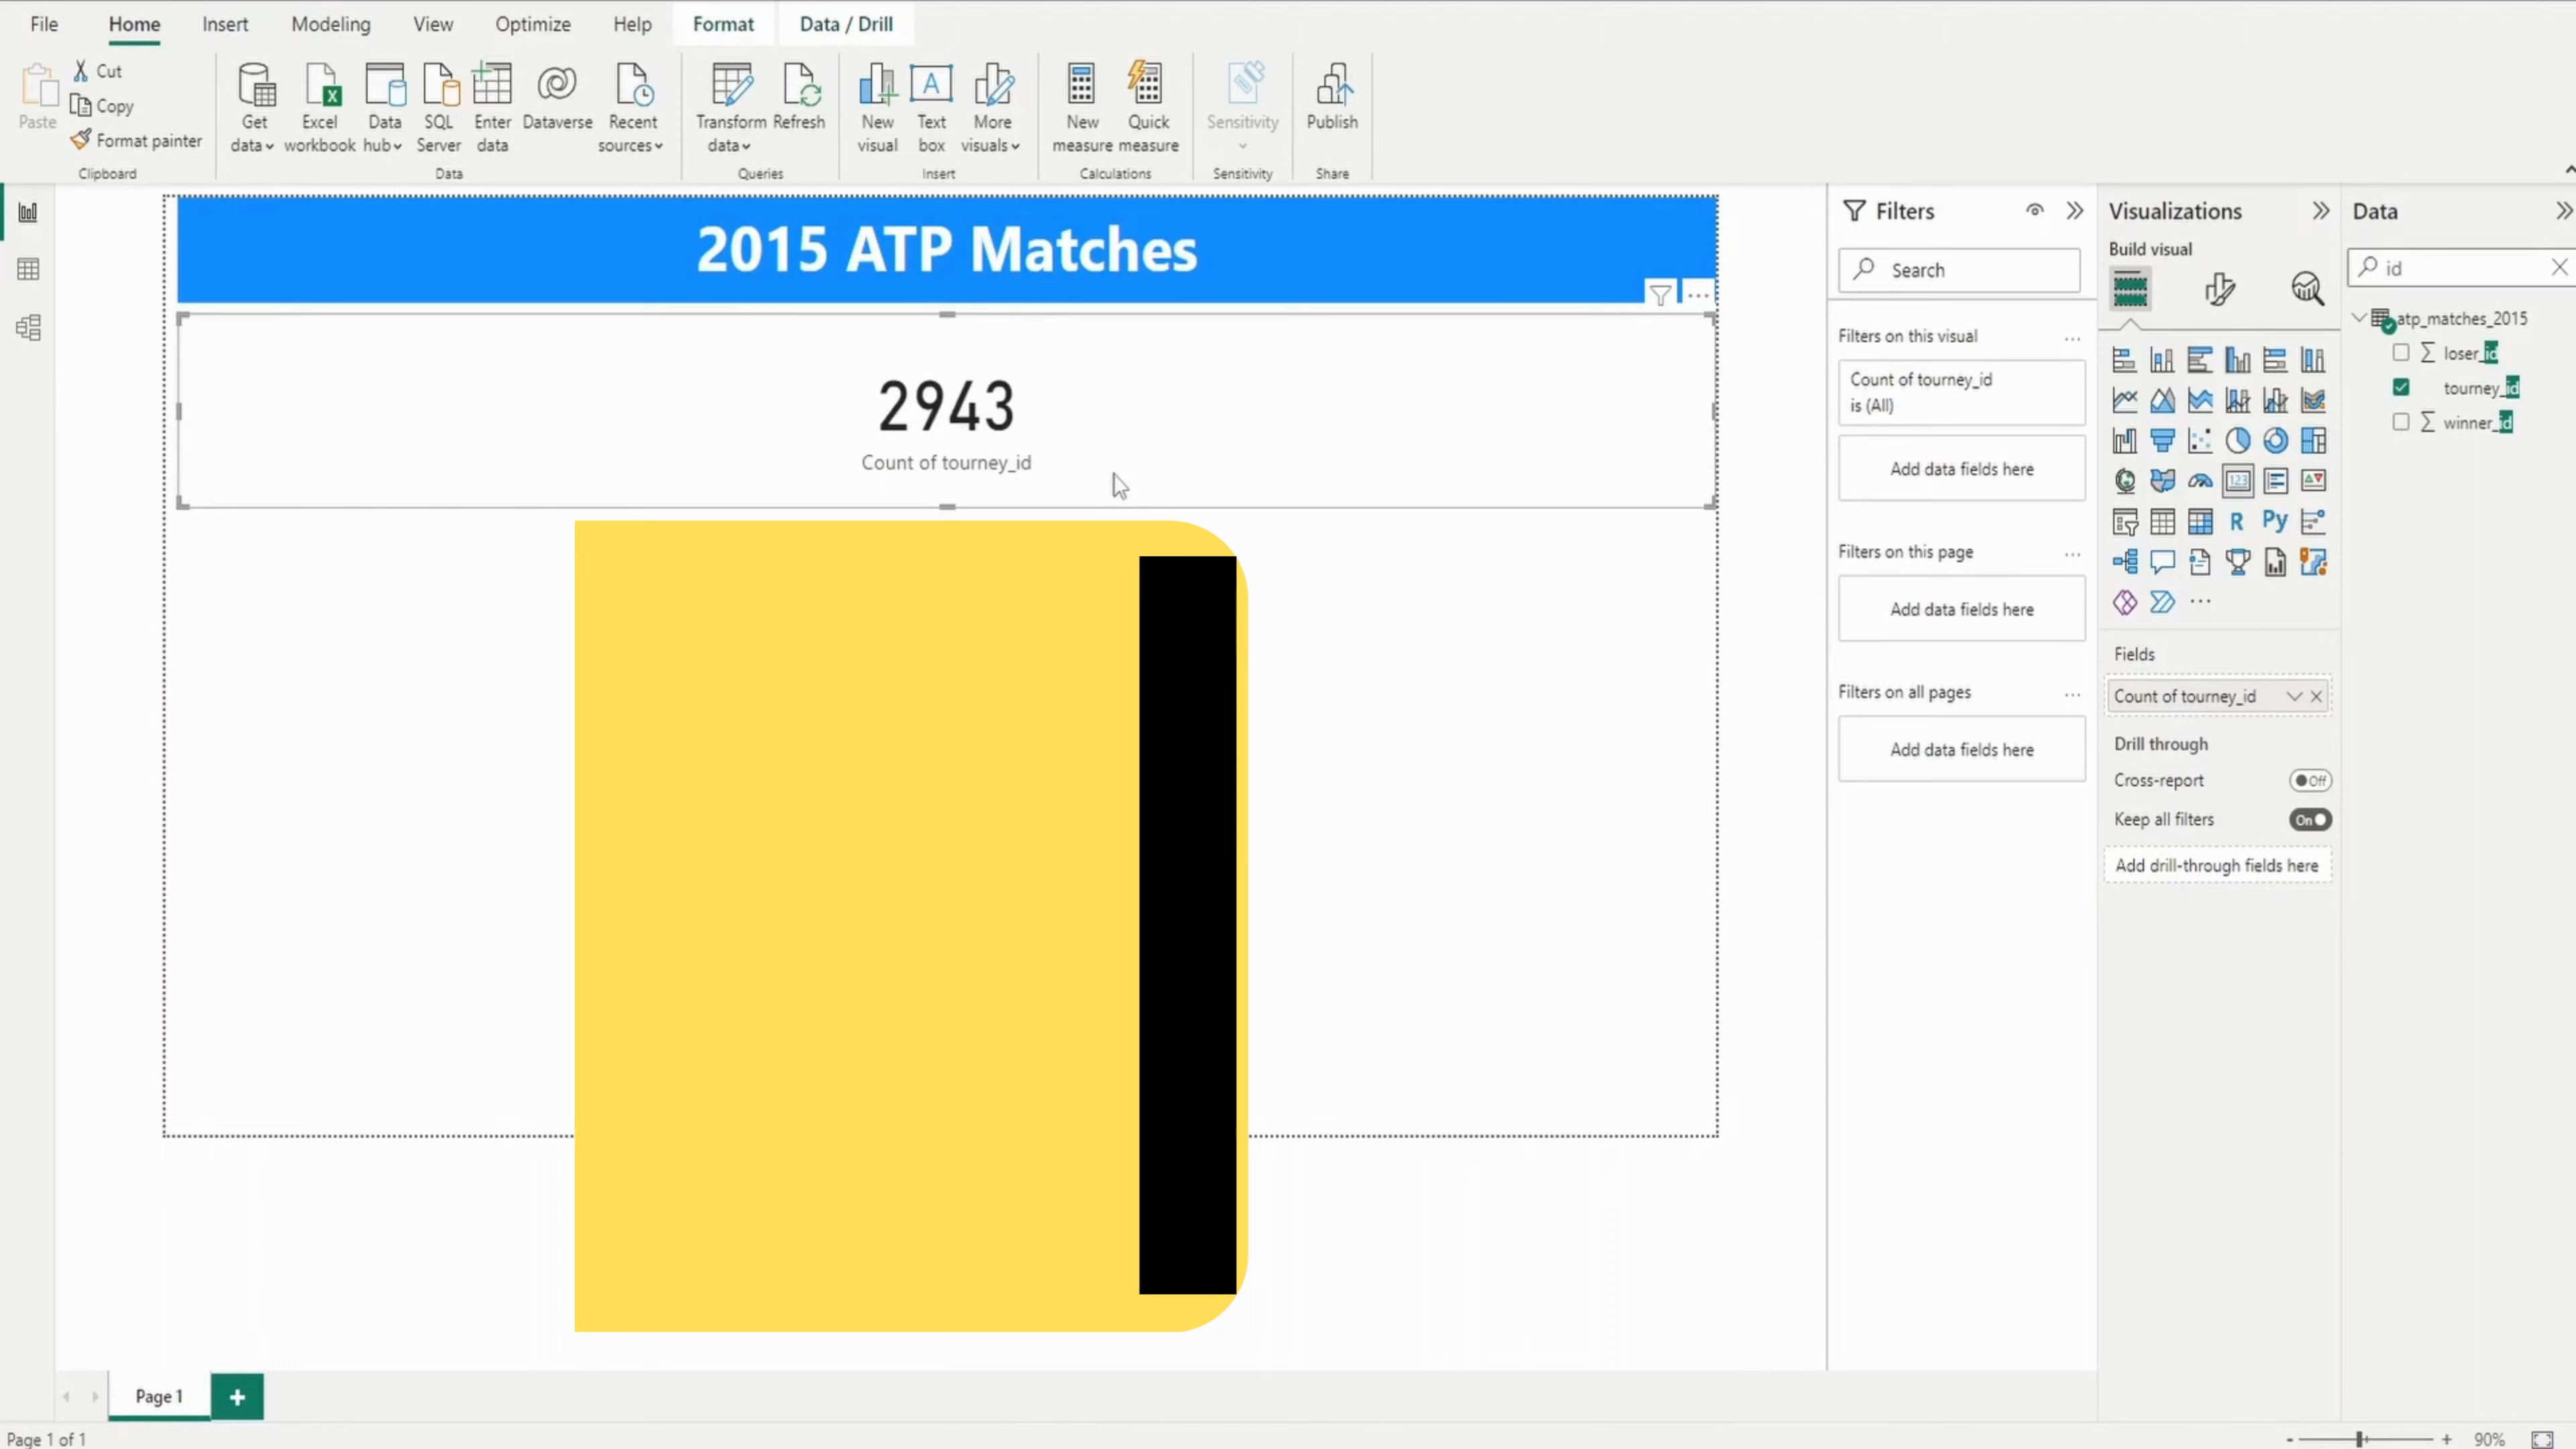 File Home Insert Modeling View Optimize Help Format Data / Drill
Paste
Cut
Copy
Format painter
Clipboard
Get data
Excel workbook
Data hub
SQL Server
Enter data
Dataverse
Recent sources
Data
Transform data
Refresh
Queries
New visual
Text box
More visuals
Insert
New measure
Quick measure
Calculations
Sensitivity
Sensitivity
Publish
Share
2015 ATP Matches
2943
Count of tourney_id
Filters
Search
Filters on this visual
Count of tourney_id
is (All)
Add data fields here
Filters on this page
Add data fields here
Filters on all pages
Add data fields here
Visualizations
Build visual
123
R
Py
Fields
Count of tourney_id
Drill through
Cross-report
Off
Keep all filters
On
Add drill-through fields here
Data
id
atp_matches_2015
loser_id
tourney_id
winner_id
Page 1
Page 1 of 1
90%